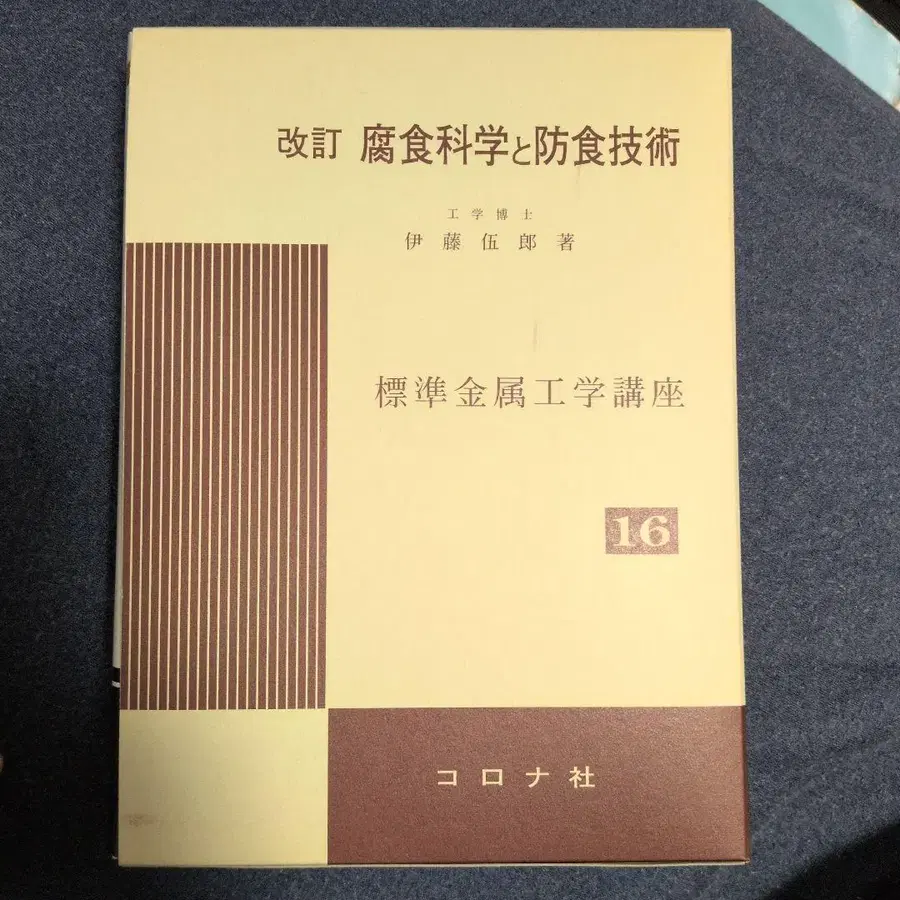 改訂 腐食科学と防食技術
工学博士
伊藤伍郎著
標準金属工学講座
16
コロナ社